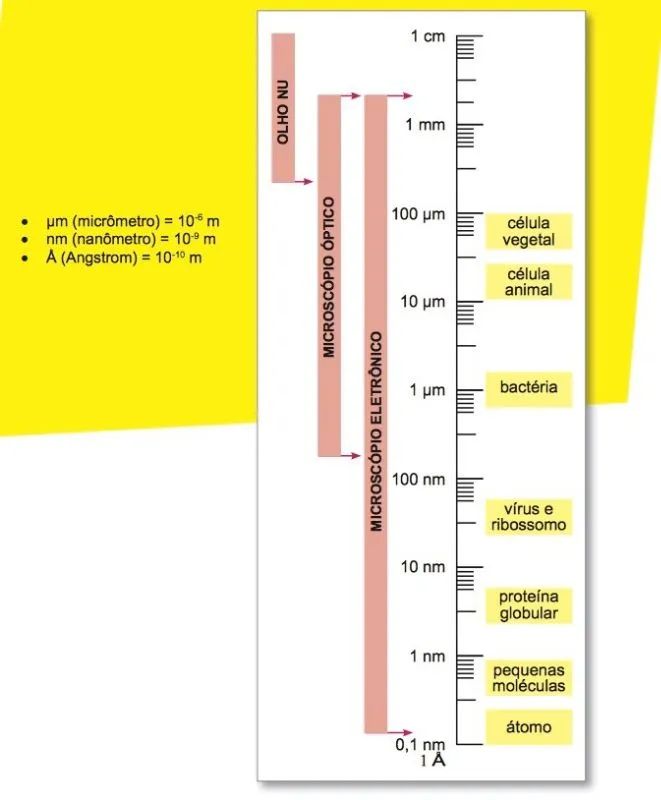 • µm (micrômetro) = 10⁻⁶ m
• nm (nanômetro) = 10⁻⁹ m
• Å (Angstrom) = 10⁻¹⁰ m
OLHO NU
MICROSCÓPIO ÓPTICO
MICROSCÓPIO ELETRÔNICO
1 cm
1 mm
100 µm
10 µm
1 µm
100 nm
10 nm
1 nm
0,1 nm
1 Å
célula
vegetal
célula
animal
bactéria
vírus e
ribossomo
proteína
globular
pequenas
moléculas
átomo